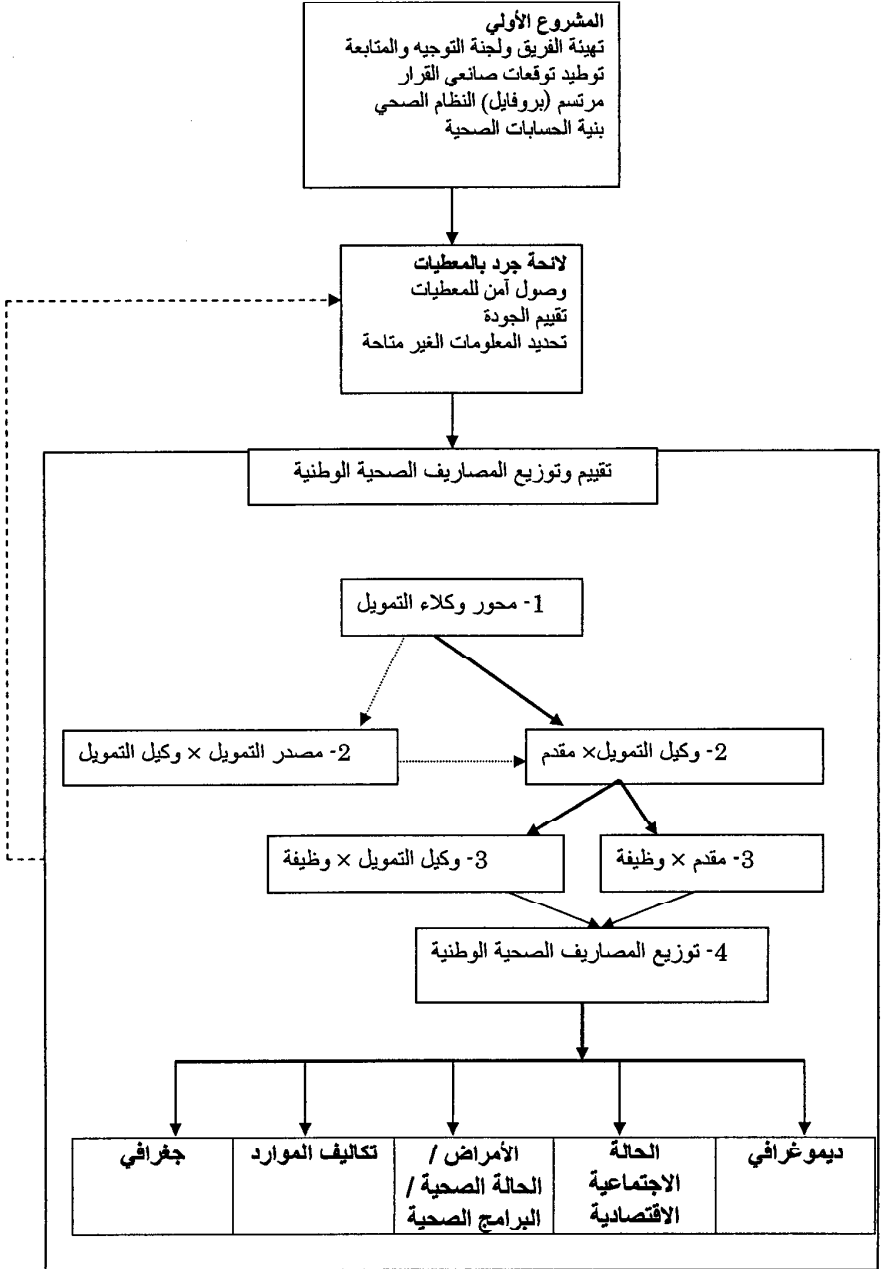 المشروع الأولي
تهيئة الفريق ولجنة التوجيه والمتابعة
توطيد توقعات صانعي القرار
مرتسم (بروفايل) النظام الصحي
بنية الحسابات الصحية
لائحة جرد بالمعطيات
وصول آمن للمعطيات
تقييم الجودة
تحديد المعلومات الغير متاحة
تقييم وتوزيع المصاريف الصحية الوطنية
1- محور وكلاء التمويل
2- وكيل التمويل× مقدم
2- مصدر التمويل × وكيل التمويل
3- مقدم × وظيفة
3- وكيل التمويل × وظيفة
4- توزيع المصاريف الصحية الوطنية
ديموغرافي
الحالة
الاجتماعية
الاقتصادية
الأمراض /
الحالة الصحية /
البرامج الصحية
تكاليف الموارد
جغرافي